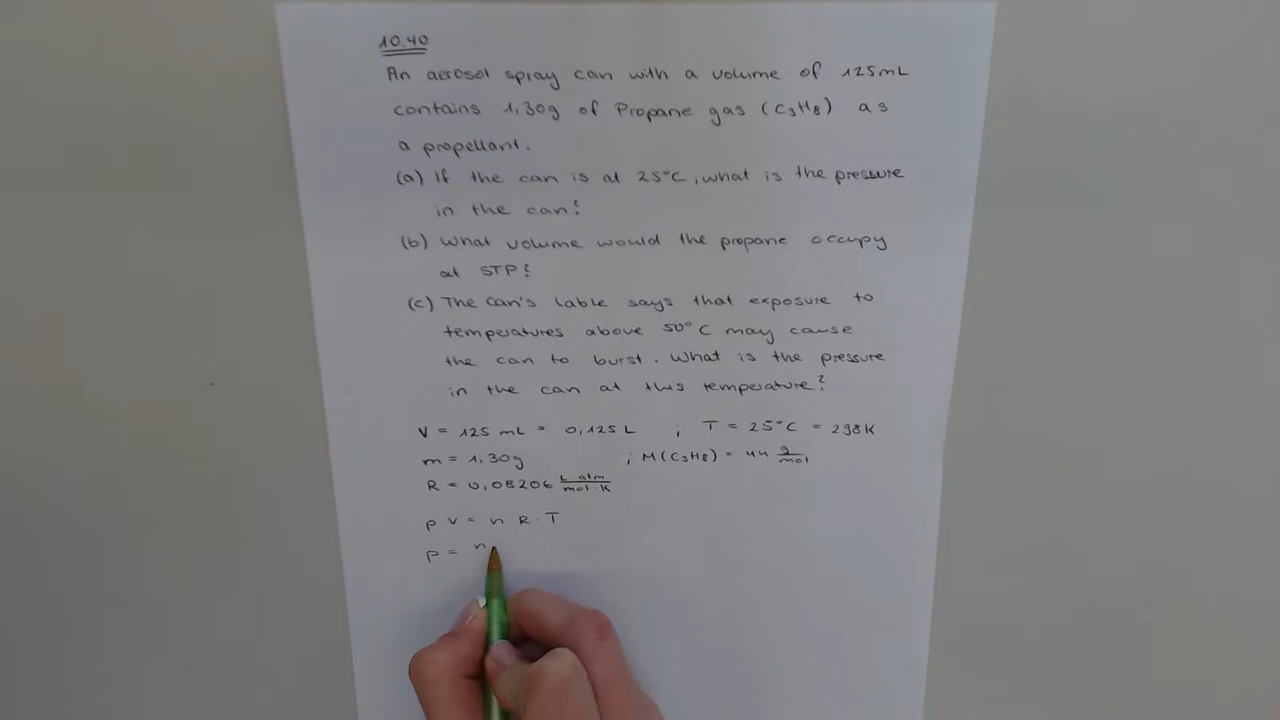 10.40
An aerosol spray can with a volume of 125mL
contains 1.30g of Propane gas (C3H8) as
a propellant.
(a) If the can is at 25°C, what is the pressure
in the can?
(b) What volume would the propane occupy
at STP?
(c) The can's lable says that exposure to
temperatures above 50°C may cause
the can to burst. What is the pressure
in the can at this temperature?
V = 125 mL = 0,125L ; T = 25°C = 298K
m = 1,30g ; M(C3H8) = 44 g/mol
R = 0,08206 L atm/mol·K
p V = n R · T
p = n